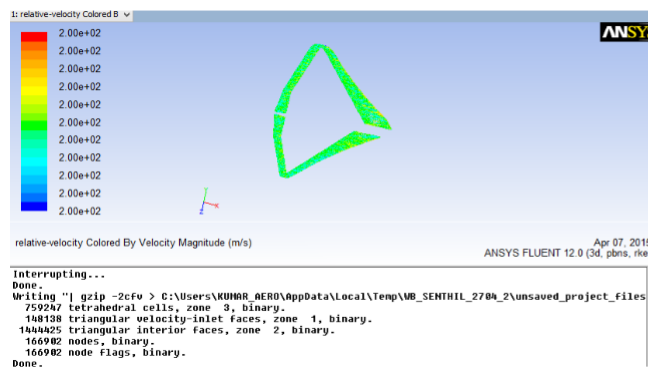 1: relative-velocity Colored B
ANSYS
2.00e+02
2.00e+02
2.00e+02
2.00e+02
2.00e+02
2.00e+02
2.00e+02
2.00e+02
2.00e+02
2.00e+02
2.00e+02
Y
Z X
relative-velocity Colored By Velocity Magnitude (m/s)
Apr 07, 2015
ANSYS FLUENT 12.0 (3d, pbns, rke
Interrupting...
Done.
Writing "| gzip -2cfv > C:\Users\KUMAR_AERO\AppData\Local\Temp\WB_SENTHIL_2704_2\unsaved_project_files
759247 tetrahedral cells, zone 3, binary.
148138 triangular velocity-inlet faces, zone 1, binary.
1444425 triangular interior faces, zone 2, binary.
166902 nodes, binary.
166902 node flags, binary.
Done.